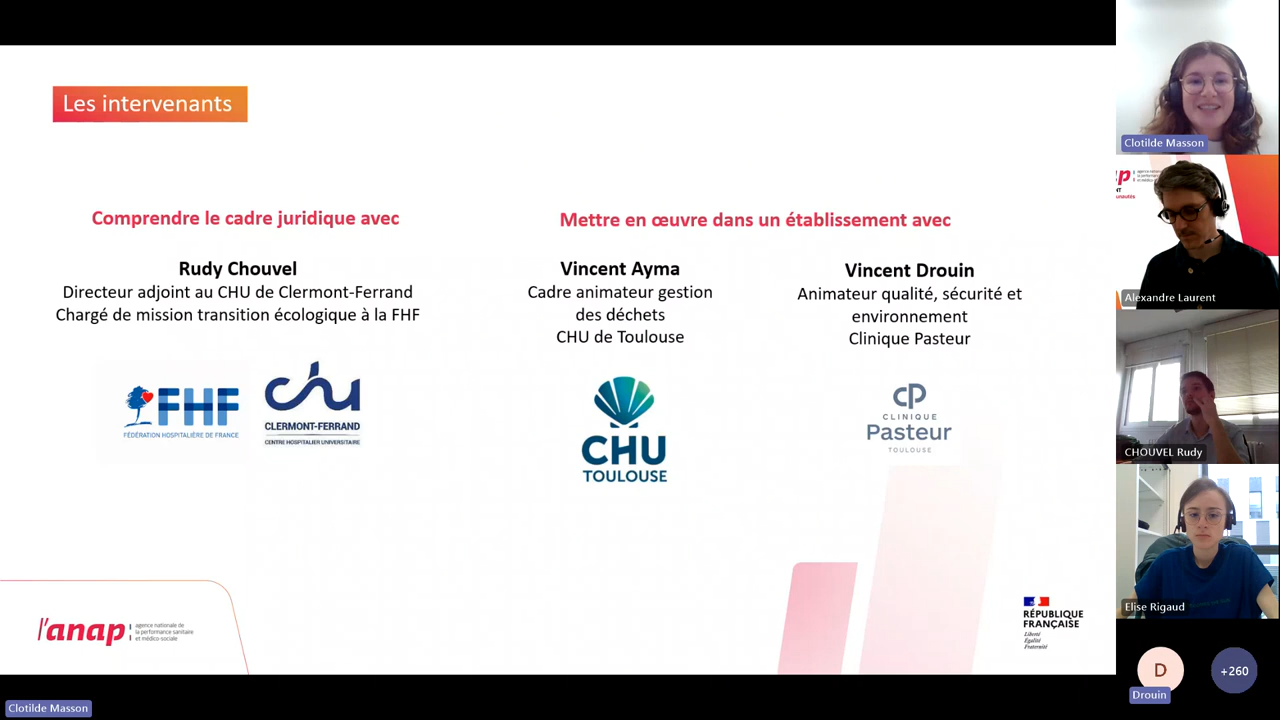 Les intervenants
Comprendre le cadre juridique avec
Rudy Chouvel
Directeur adjoint au CHU de Clermont-Ferrand
Chargé de mission transition écologique à la FHF
FHF
FÉDÉRATION HOSPITALIÈRE DE FRANCE
chu
CLERMONT-FERRAND
CENTRE HOSPITALIER UNIVERSITAIRE
Mettre en œuvre dans un établissement avec
Vincent Ayma
Cadre animateur gestion
des déchets
CHU de Toulouse
CHU
TOULOUSE
Vincent Drouin
Animateur qualité, sécurité et
environnement
Clinique Pasteur
cP
CLINIQUE
Pasteur
TOULOUSE
l'anap
agence nationale de
la performance sanitaire
et médico-sociale
RÉPUBLIQUE
FRANÇAISE
Liberté
Égalité
Fraternité
Clotilde Masson
Clotilde Masson
Alexandre Laurent
CHOUVEL Rudy
Elise Rigaud
D
Drouin
+260